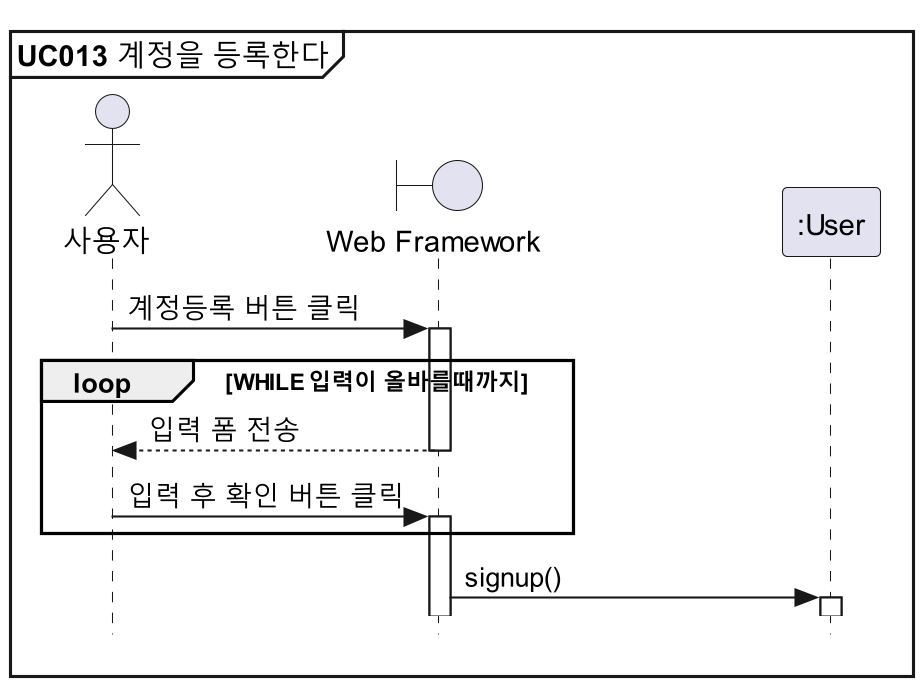 UC013 계정을 등록한다
사용자
Web Framework
:User
계정등록 버튼 클릭
loop
[WHILE 입력이 올바를때까지]
입력 폼 전송
입력 후 확인 버튼 클릭
signup()